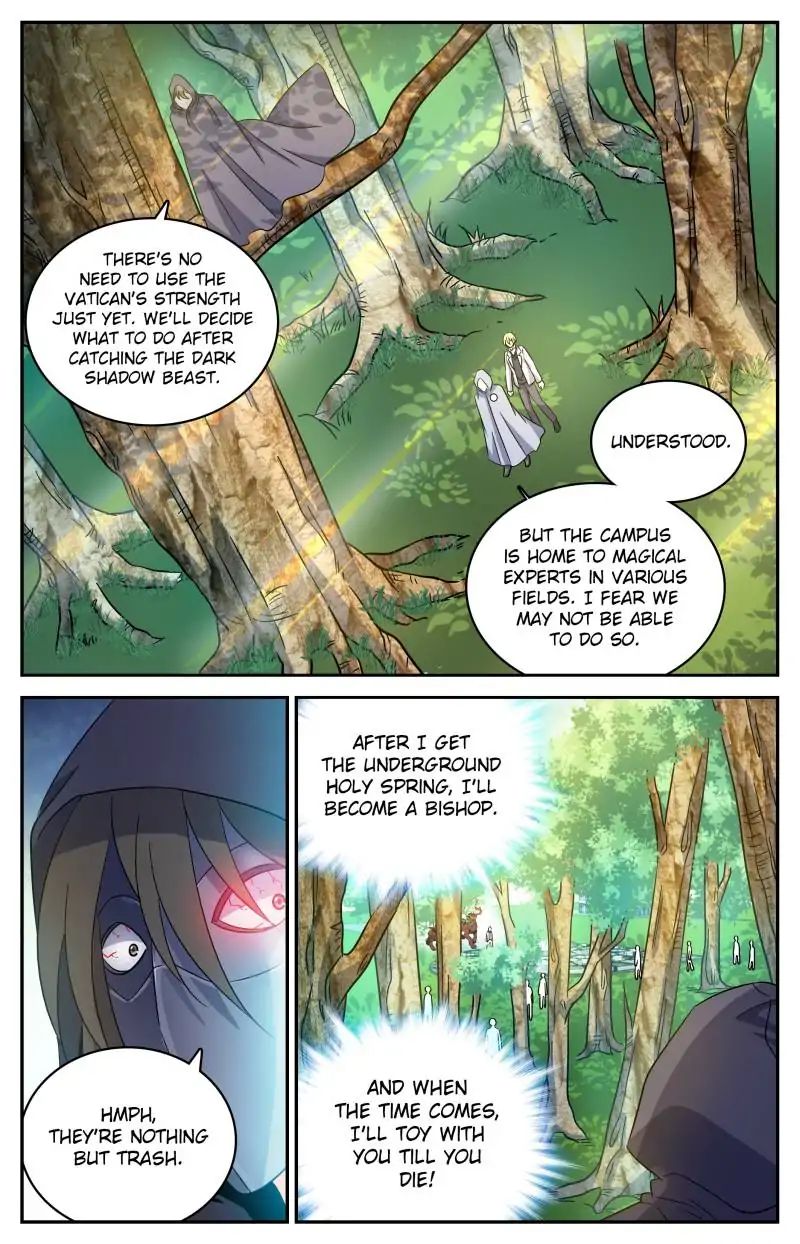 THERE'S NO
NEED TO USE THE
VATICAN'S STRENGTH
JUST YET. WE'LL DECIDE
WHAT TO DO AFTER
CATCHING THE DARK
SHADOW BEAST.
UNDERSTOOD.
BUT THE CAMPUS
IS HOME TO MAGICAL
EXPERTS IN VARIOUS
FIELDS. I FEAR WE
MAY NOT BE ABLE
TO DO SO.
HMPH,
THEY'RE NOTHING
BUT TRASH.
AFTER I GET
THE UNDERGROUND
HOLY SPRING, I'LL
BECOME A BISHOP.
AND WHEN
THE TIME COMES,
I'LL TOY WITH
YOU TILL YOU
DIE!